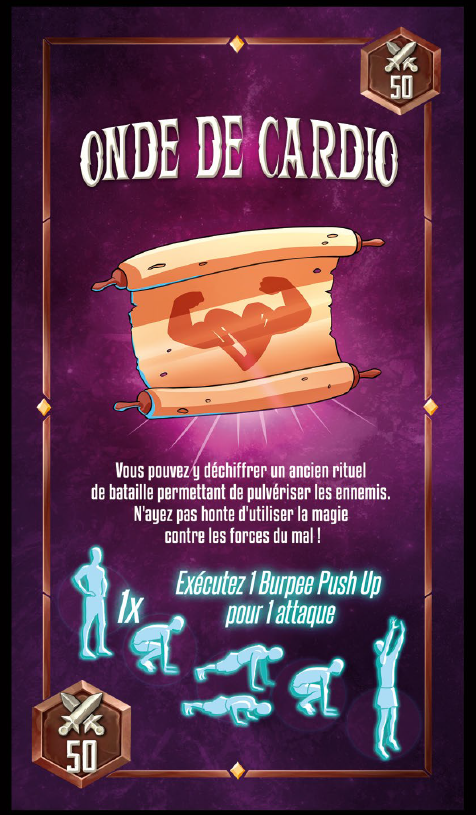 50
ONDE DE CARDIO
Vous pouvez y déchiffrer un ancien rituel
de bataille permettant de pulvériser les ennemis.
N'ayez pas honte d'utiliser la magie
contre les forces du mal !
Exécutez 1 Burpee Push Up
pour 1 attaque
1x
50